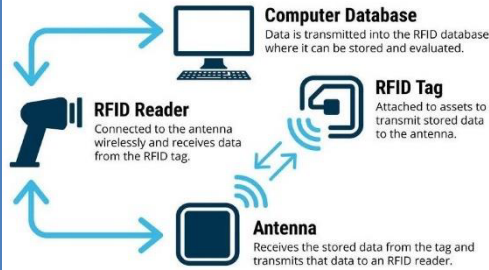 Computer Database
Data is transmitted into the RFID database
where it can be stored and evaluated.
RFID Tag
Attached to assets to
transmit stored data
to the antenna.
RFID Reader
Connected to the antenna
wirelessly and receives data
from the RFID tag.
Antenna
Receives the stored data from the tag and
transmits that data to an RFID reader.